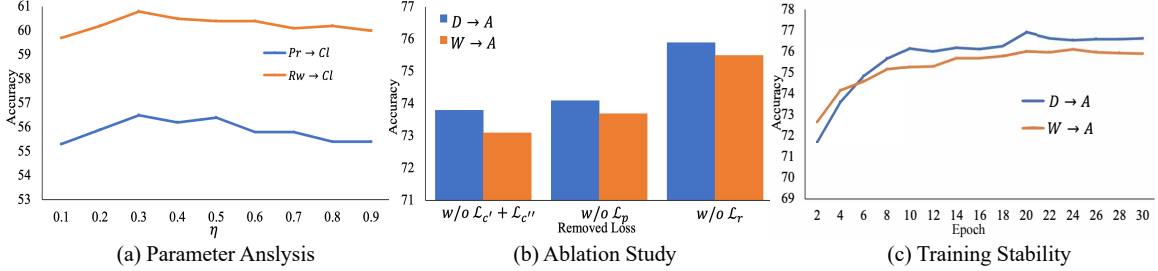 61
60
59
58
57
56
55
54
53
Accuracy
Pr → Cl
Rw → Cl
0.1 0.2 0.3 0.4 0.5 0.6 0.7 0.8 0.9
η
(a) Parameter Analysis
77
76
75
74
73
72
71
Accuracy
D → A
W → A
w/o ℒc′ + ℒc′′ w/o ℒp w/o ℒr
Removed Loss
(b) Ablation Study
78
77
76
75
74
73
72
71
70
69
Accuracy
D → A
W → A
2 4 6 8 10 12 14 16 18 20 22 24 26 28 30
Epoch
(c) Training Stability